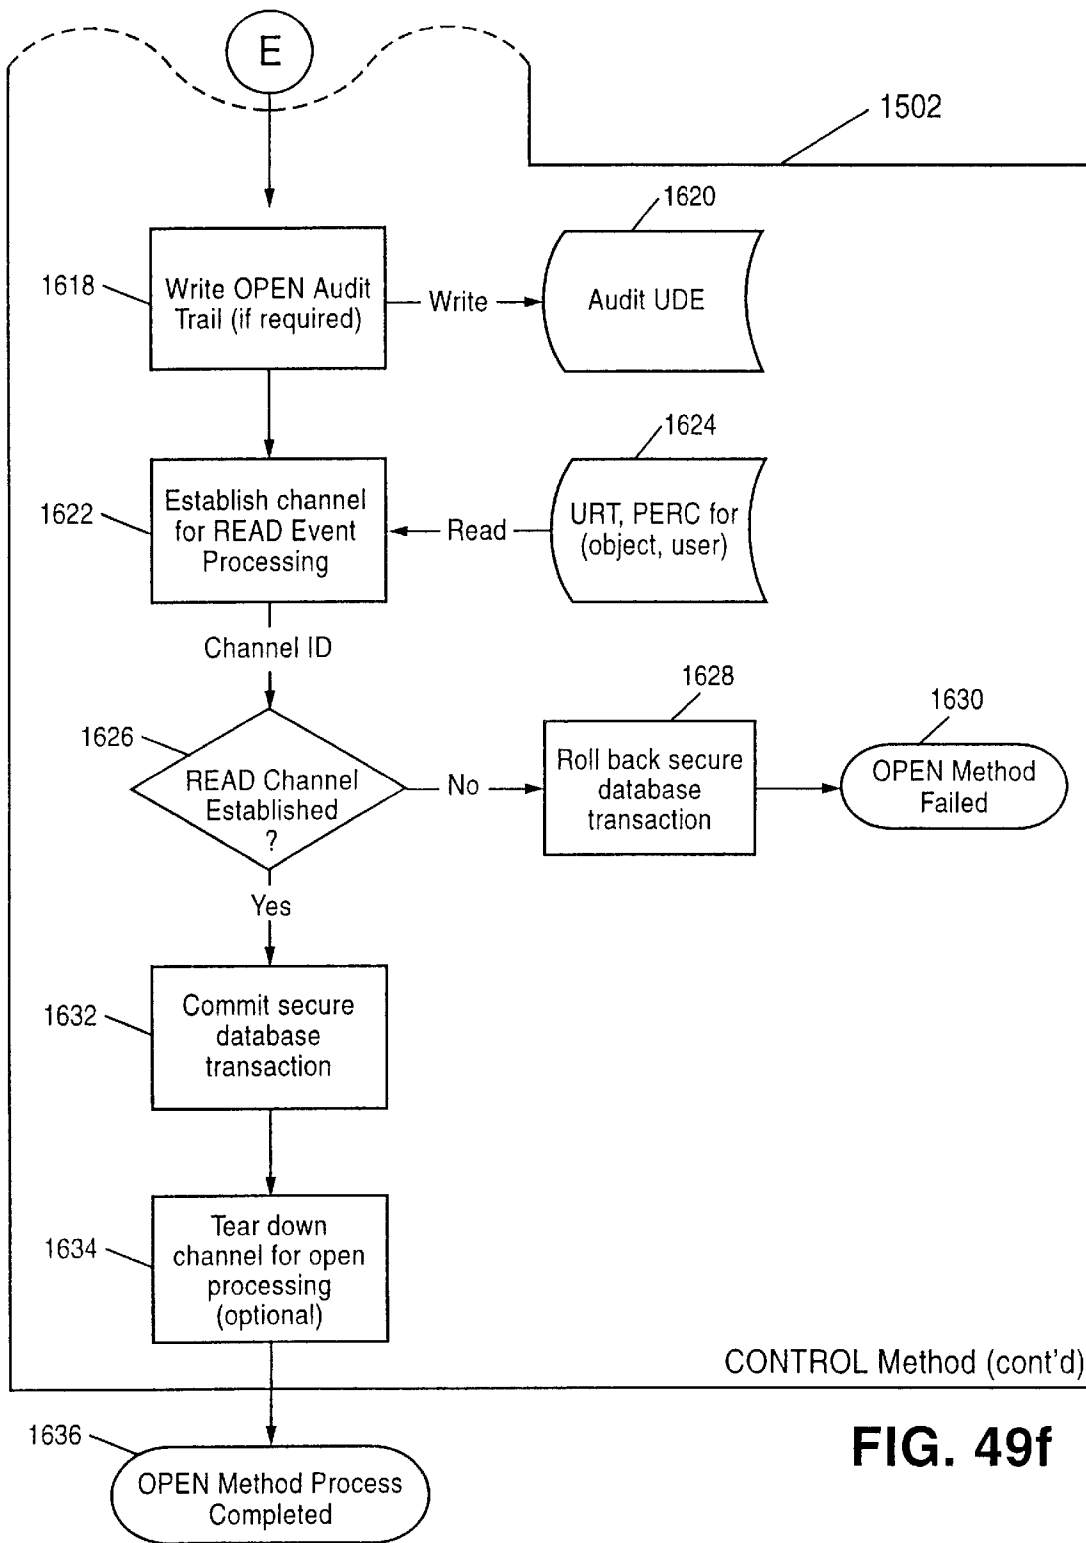 E
1502
1620
1618
Write OPEN Audit
Trail (if required)
Write
Audit UDE
1624
1622
Establish channel
for READ Event
Processing
Read
URT, PERC for
(object, user)
Channel ID
1628
1630
1626
READ Channel
Established
?
No
Roll back secure
database
transaction
OPEN Method
Failed
Yes
1632
Commit secure
database
transaction
1634
Tear down
channel for open
processing
(optional)
CONTROL Method (cont'd)
1636
OPEN Method Process
Completed
FIG. 49f